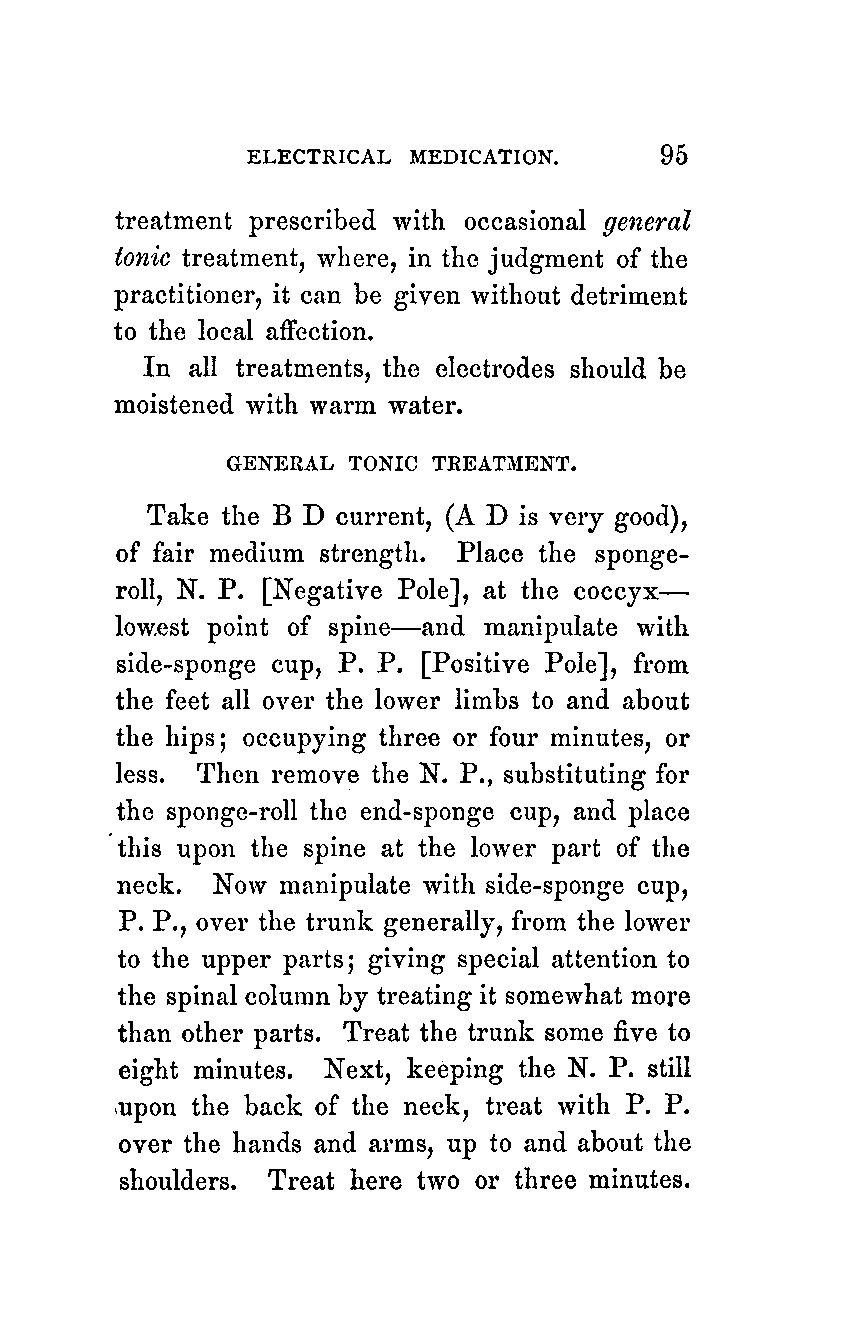 ELECTRICAL MEDICATION. 95
treatment prescribed with occasional general
tonic treatment, where, in the judgment of the
practitioner, it can be given without detriment
to the local affection.
In all treatments, the electrodes should be
moistened with warm water.
GENERAL TONIC TREATMENT.
Take the B D current, (A D is very good),
of fair medium strength. Place the sponge-
roll, N. P. [Negative Pole], at the coccyx—
lowest point of spine—and manipulate with
side-sponge cup, P. P. [Positive Pole], from
the feet all over the lower limbs to and about
the hips; occupying three or four minutes, or
less. Then remove the N. P., substituting for
the sponge-roll the end-sponge cup, and place
this upon the spine at the lower part of the
neck. Now manipulate with side-sponge cup,
P. P., over the trunk generally, from the lower
to the upper parts; giving special attention to
the spinal column by treating it somewhat more
than other parts. Treat the trunk some five to
eight minutes. Next, keeping the N. P. still
upon the back of the neck, treat with P. P.
over the hands and arms, up to and about the
shoulders. Treat here two or three minutes.